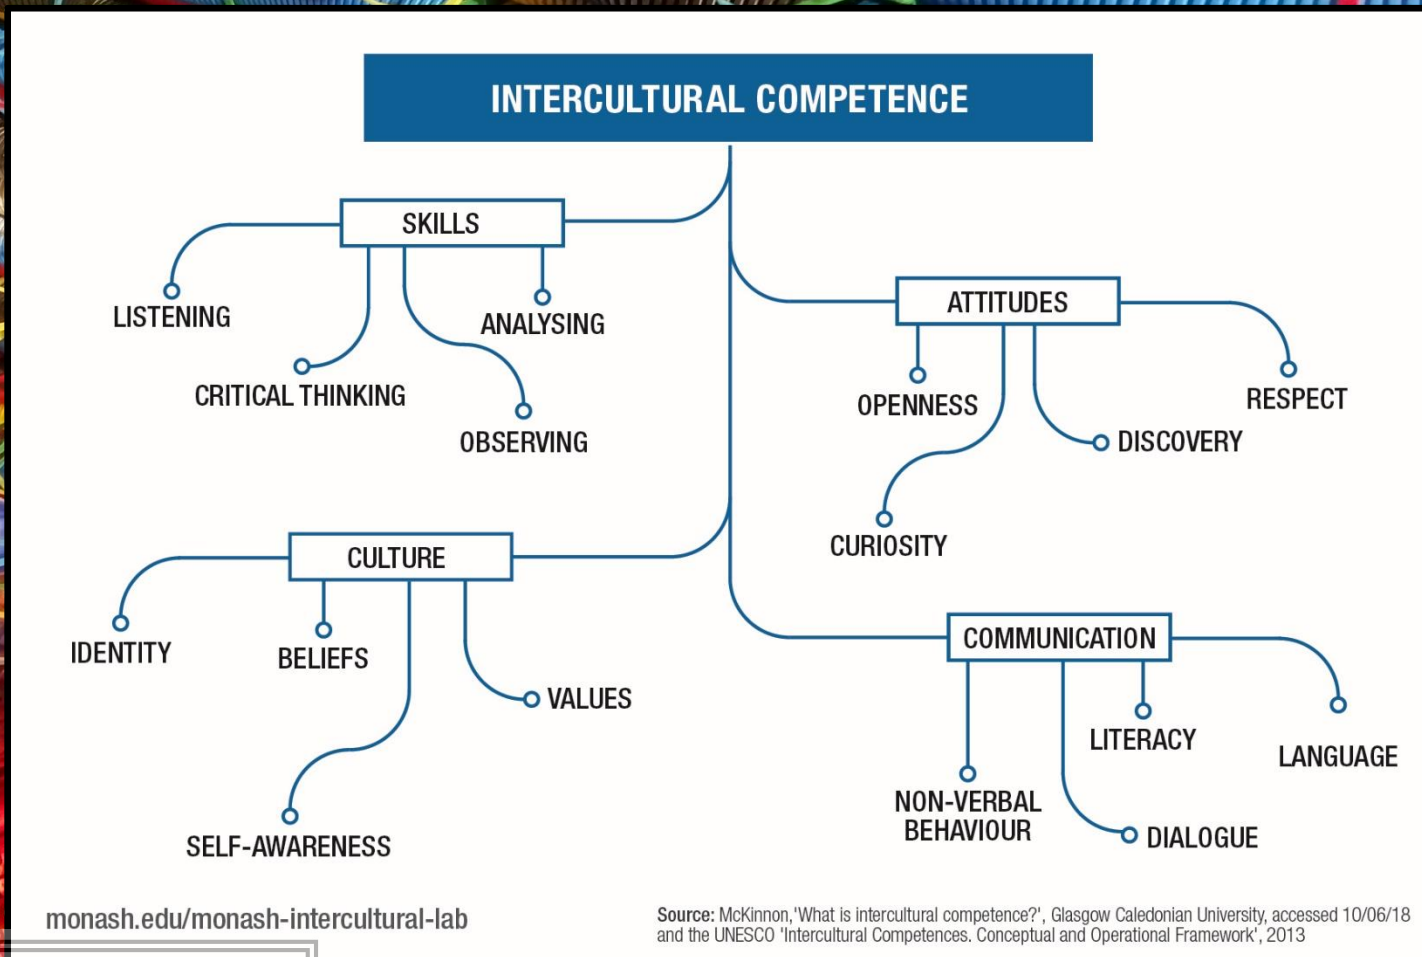 INTERCULTURAL COMPETENCE
SKILLS
LISTENING
CRITICAL THINKING
OBSERVING
ANALYSING
ATTITUDES
OPENNESS
CURIOSITY
DISCOVERY
RESPECT
CULTURE
IDENTITY
BELIEFS
SELF-AWARENESS
VALUES
COMMUNICATION
NON-VERBAL
BEHAVIOUR
DIALOGUE
LITERACY
LANGUAGE
monash.edu/monash-intercultural-lab
Source: McKinnon,'What is intercultural competence?', Glasgow Caledonian University, accessed 10/06/18
and the UNESCO 'Intercultural Competences. Conceptual and Operational Framework', 2013